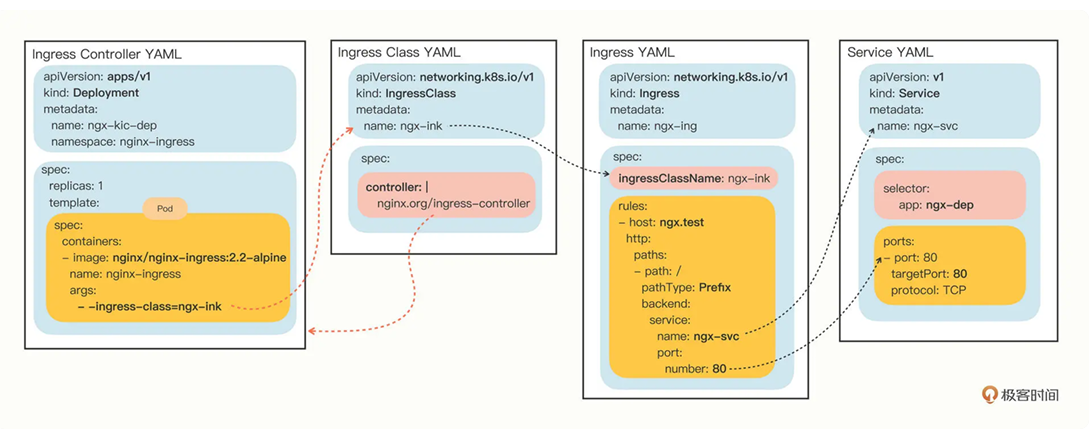 Ingress Controller YAML
apiVersion: apps/v1
kind: Deployment
metadata:
name: ngx-kic-dep
namespace: nginx-ingress
spec:
replicas: 1
template:
Pod
spec:
containers:
- image: nginx/nginx-ingress:2.2-alpine
name: nginx-ingress
args:
- -ingress-class=ngx-ink
Ingress Class YAML
apiVersion: networking.k8s.io/v1
kind: IngressClass
metadata:
name: ngx-ink
spec:
controller: |
nginx.org/ingress-controller
Ingress YAML
apiVersion: networking.k8s.io/v1
kind: Ingress
metadata:
name: ngx-ing
spec:
ingressClassName: ngx-ink
rules:
- host: ngx.test
http:
paths:
- path: /
pathType: Prefix
backend:
service:
name: ngx-svc
port:
number: 80
Service YAML
apiVersion: v1
kind: Service
metadata:
name: ngx-svc
spec:
selector:
app: ngx-dep
ports:
- port: 80
targetPort: 80
protocol: TCP
极客时间